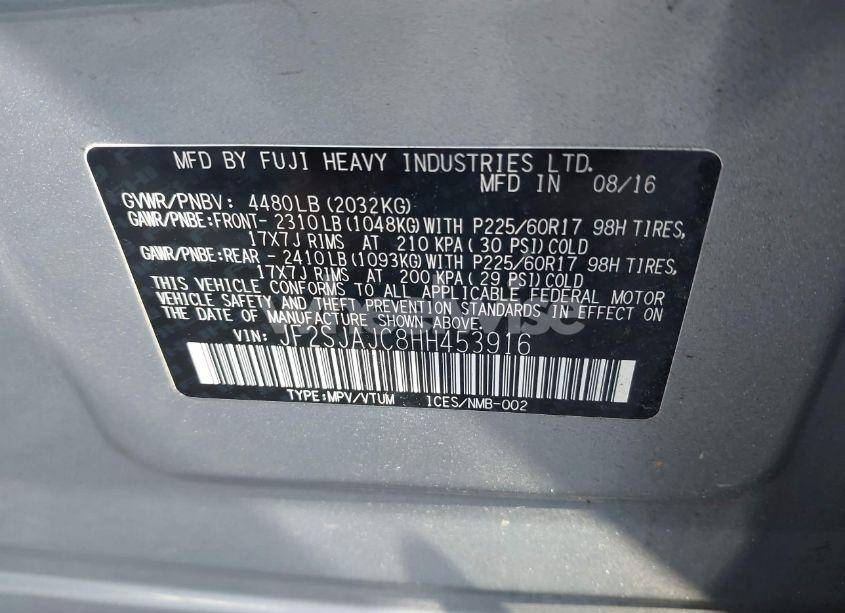 MFD BY FUJI HEAVY INDUSTRIES LTD.
MFD IN 08/16
GVWR/PNBV: 4480LB (2032KG)
GAWR/PNBE:FRONT- 2310LB (1048KG) WITH P225/60R17 98H TIRES,
17X7J RIMS AT 210 KPA (30 PSI) COLD
GAWR/PNBE:REAR - 2410LB (1093KG) WITH P225/60R17 98H TIRES,
17X7J RIMS AT 200 KPA (29 PSI) COLD
THIS VEHICLE CONFORMS TO ALL APPLICABLE FEDERAL MOTOR
VEHICLE SAFETY AND THEFT PREVENTION STANDARDS IN EFFECT ON
THE DATE OF MANUFACTURE SHOWN ABOVE.
VIN: JF2SJAJC8HH453916
TYPE:MPV/VTUM 1CES/NMB-002